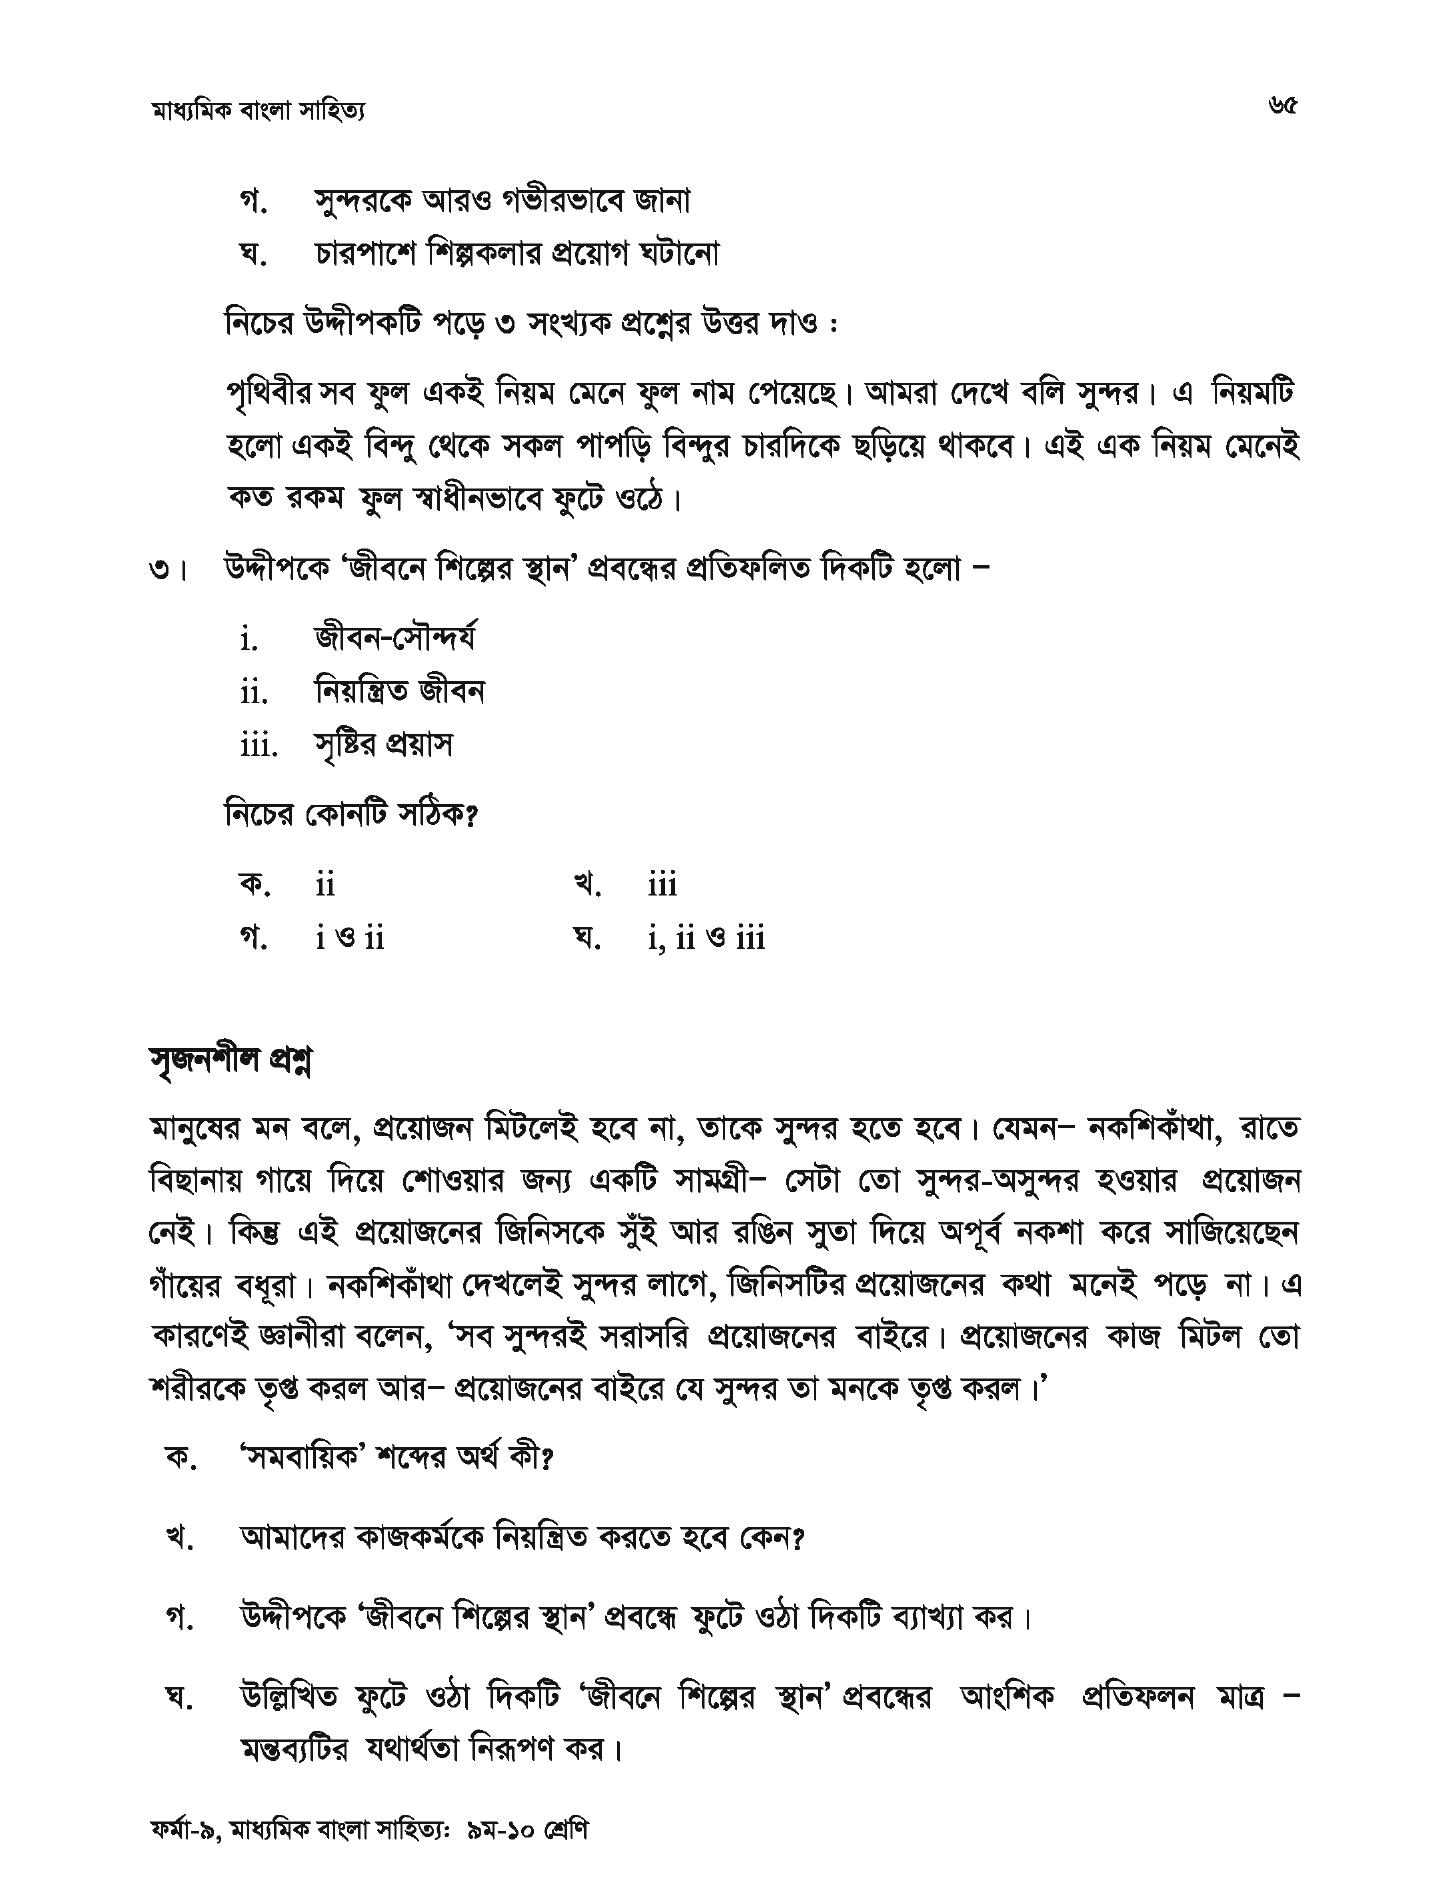 মাধ্যমিক বাংলা সাহিত্য ৬৫
গ. সুন্দরকে আরও গভীরভাবে জানা
ঘ. চারপাশে শিল্পকলার প্রয়োগ ঘটানো
নিচের উদ্দীপকটি পড়ে ৩ সংখ্যক প্রশ্নের উত্তর দাও :
পৃথিবীর সব ফুল একই নিয়ম মেনে ফুল নাম পেয়েছে। আমরা দেখে বলি সুন্দর। এ নিয়মটি
হলো একই বিন্দু থেকে সকল পাপড়ি বিন্দুর চারদিকে ছড়িয়ে থাকবে। এই এক নিয়ম মেনেই
কত রকম ফুল স্বাধীনভাবে ফুটে ওঠে।
৩। উদ্দীপকে ‘জীবনে শিল্পের স্থান’ প্রবন্ধের প্রতিফলিত দিকটি হলো –
i. জীবন-সৌন্দর্য
ii. নিয়ন্ত্রিত জীবন
iii. সৃষ্টির প্রয়াস
নিচের কোনটি সঠিক?
ক. ii খ. iii
গ. i ও ii ঘ. i, ii ও iii
সৃজনশীল প্রশ্ন
মানুষের মন বলে, প্রয়োজন মিটলেই হবে না, তাকে সুন্দর হতে হবে। যেমন– নকশিকাঁথা, রাতে
বিছানায় গায়ে দিয়ে শোওয়ার জন্য একটি সামগ্রী– সেটা তো সুন্দর-অসুন্দর হওয়ার প্রয়োজন
নেই। কিন্তু এই প্রয়োজনের জিনিসকে সুঁই আর রঙিন সুতা দিয়ে অপূর্ব নকশা করে সাজিয়েছেন
গাঁয়ের বধূরা। নকশিকাঁথা দেখলেই সুন্দর লাগে, জিনিসটির প্রয়োজনের কথা মনেই পড়ে না। এ
কারণেই জ্ঞানীরা বলেন, ‘সব সুন্দরই সরাসরি প্রয়োজনের বাইরে। প্রয়োজনের কাজ মিটল তো
শরীরকে তৃপ্ত করল আর– প্রয়োজনের বাইরে যে সুন্দর তা মনকে তৃপ্ত করল।’
ক. ‘সমবায়িক’ শব্দের অর্থ কী?
খ. আমাদের কাজকর্মকে নিয়ন্ত্রিত করতে হবে কেন?
গ. উদ্দীপকে ‘জীবনে শিল্পের স্থান’ প্রবন্ধে ফুটে ওঠা দিকটি ব্যাখ্যা কর।
ঘ. উল্লিখিত ফুটে ওঠা দিকটি ‘জীবনে শিল্পের স্থান’ প্রবন্ধের আংশিক প্রতিফলন মাত্র –
মন্তব্যটির যথার্থতা নিরূপণ কর।
ফর্মা-৯, মাধ্যমিক বাংলা সাহিত্য: ৯ম-১০ শ্রেণি